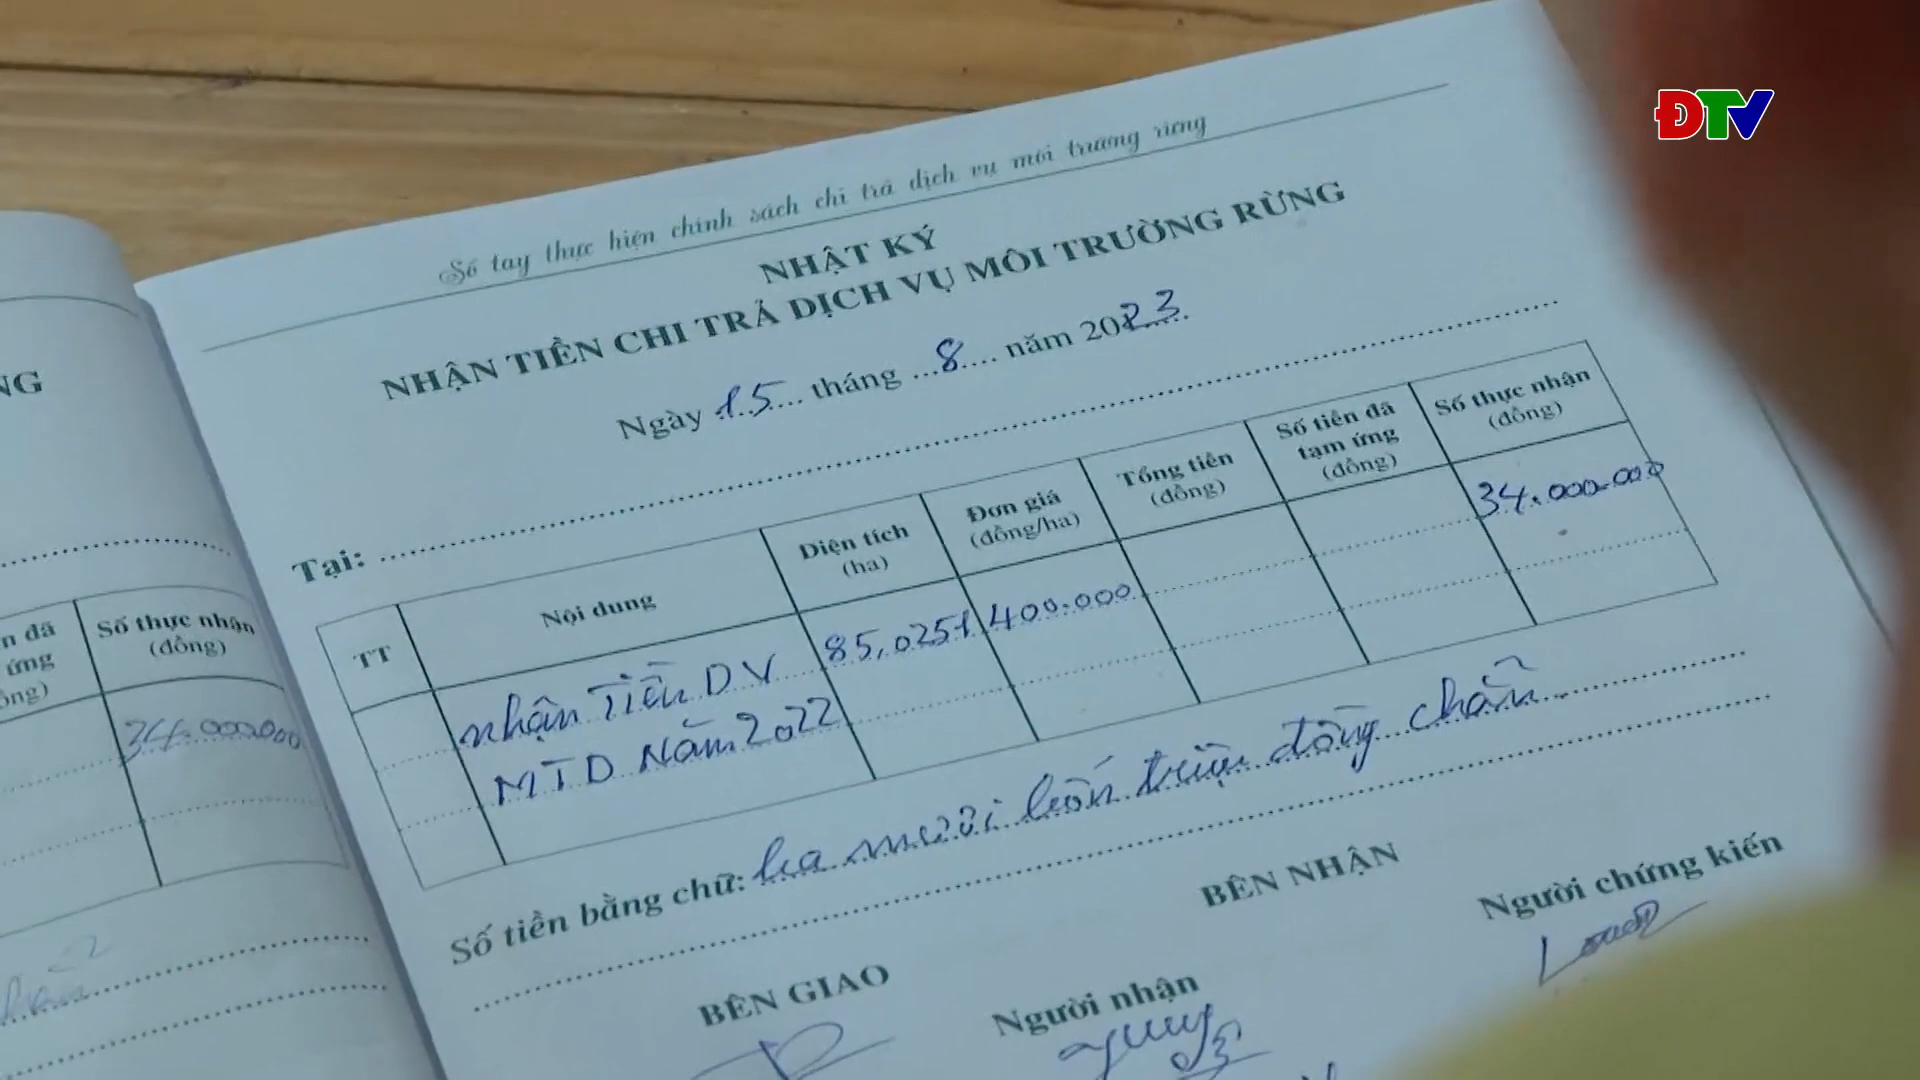 ĐTV
Sổ tay thực hiện chính sách chi trả dịch vụ môi trường rừng
NHẬT KÝ
NHẬN TIỀN CHI TRẢ DỊCH VỤ MÔI TRƯỜNG RỪNG
Ngày 15 tháng 8 năm 2023
Tại:
TT Nội dung Diện tích (ha) Đơn giá (đồng/ha) Tổng tiền (đồng) Số tiền đã tạm ứng (đồng) Số thực nhận (đồng)
nhận Tiền DV 85,0251 400.000 34.000.000
MTD Năm 2022
Số tiền bằng chữ: ba mươi bốn triệu đồng chẵn
BÊN GIAO BÊN NHẬN
Người nhận Người chứng kiến
NG
n đã ứng ồng) Số thực nhận (đồng)
34.000.000